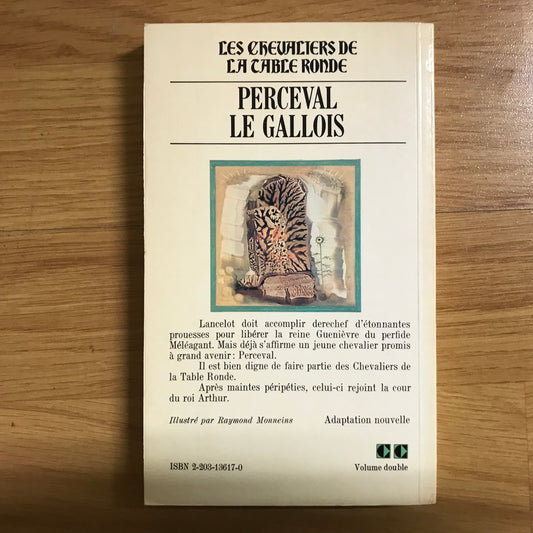 LES CHEVALIERS DE
LA TABLE RONDE
PERCEVAL
LE GALLOIS
Lancelot doit accomplir derechef d'étonnantes
prouesses pour libérer la reine Guenièvre du perfide
Méléagant. Mais déjà s'affirme un jeune chevalier promis
à grand avenir : Perceval.
Il est bien digne de faire partie des Chevaliers de
la Table Ronde.
Après maintes péripéties, celui-ci rejoint la cour
du roi Arthur.
Illustré par Raymond Monneins Adaptation nouvelle
ISBN 2-203-13617-0 Volume double